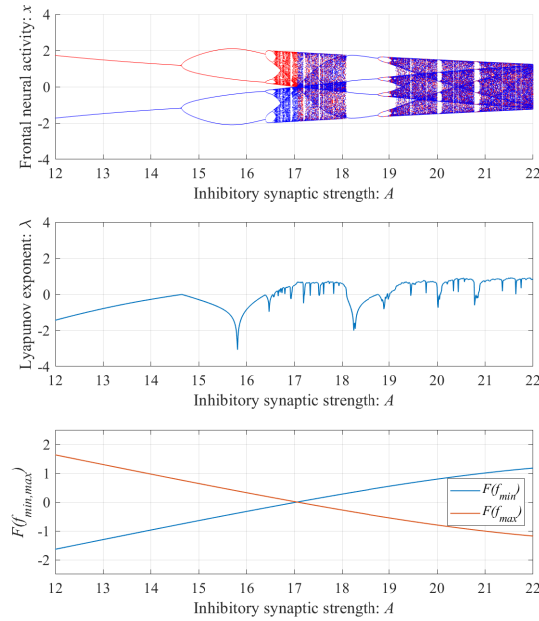 Frontal neural activity: x
4
2
0
-2
-4
12 13 14 15 16 17 18 19 20 21 22
Inhibitory synaptic strength: A
Lyapunov exponent: λ
4
2
0
-2
-4
12 13 14 15 16 17 18 19 20 21 22
Inhibitory synaptic strength: A
F(f_min,max)
2
1
0
-1
-2
F(f_min)
F(f_max)
12 13 14 15 16 17 18 19 20 21 22
Inhibitory synaptic strength: A